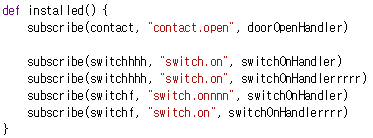 def installed() {
    subscribe(contact, "contact.open", doorOpenHandler)

    subscribe(switchhhh, "switch.on", switchOnHandler)
    subscribe(switchhhh, "switch.on", switchOnHandlerrrrr)
    subscribe(switchf, "switch.onnnn", switchOnHandler)
    subscribe(switchf, "switch.on", switchOnHandlerrrr)
}